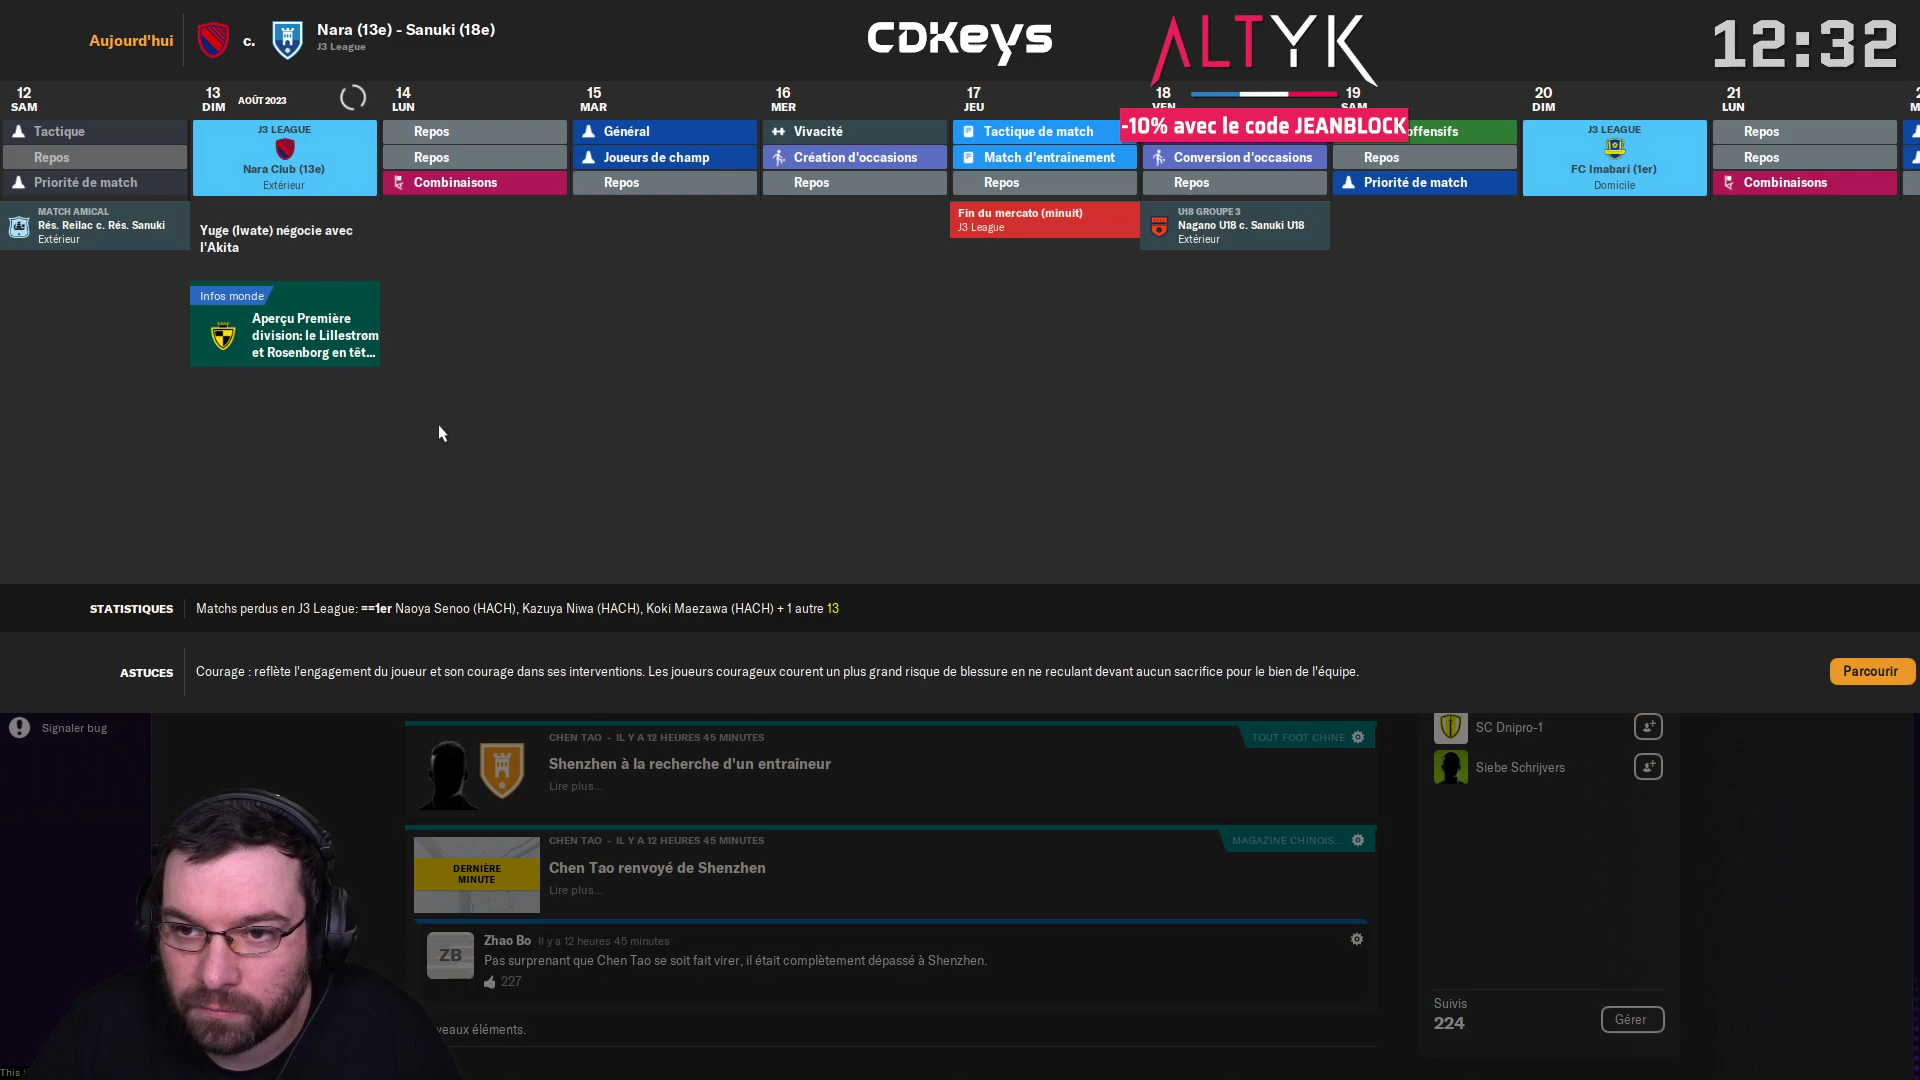 Aujourd'hui
c.
Nara (13e) - Sanuki (18e)
J3 League
CDKeys
ALTYK
12:32
-10% avec le code JEANBLOCK
12
SAM
13
DIM
AOÛT 2023
14
LUN
15
MAR
16
MER
17
JEU
18
VEN
19
SAM
20
DIM
21
LUN
Tactique
Repos
Priorité de match
J3 LEAGUE
Nara Club (13e)
Extérieur
Repos
Repos
Combinaisons
Général
Joueurs de champ
Repos
Vivacité
Création d'occasions
Repos
Tactique de match
Match d'entraînement
Repos
Conversion d'occasions
Repos
offensifs
Repos
Priorité de match
J3 LEAGUE
FC Imabari (1er)
Domicile
Repos
Repos
Combinaisons
MATCH AMICAL
Rés. Reilac c. Rés. Sanuki
Extérieur
Yuge (Iwate) négocie avec
l'Akita
Fin du mercato (minuit)
J3 League
U18 GROUPE 3
Nagano U18 c. Sanuki U18
Extérieur
Infos monde
Aperçu Première
division: le Lillestrøm
et Rosenborg en têt...
STATISTIQUES
Matchs perdus en J3 League: ==1er Naoya Senoo (HACH), Kazuya Niwa (HACH), Koki Maezawa (HACH) + 1 autre 13
ASTUCES
Courage : reflète l'engagement du joueur et son courage dans ses interventions. Les joueurs courageux courent un plus grand risque de blessure en ne reculant devant aucun sacrifice pour le bien de l'équipe.
Parcourir
Signaler bug
CHEN TAO - IL Y A 12 HEURES 45 MINUTES
TOUT FOOT CHINE
Shenzhen à la recherche d'un entraîneur
Lire plus...
CHEN TAO - IL Y A 12 HEURES 45 MINUTES
MAGAZINE CHINOIS...
DERNIÈRE
MINUTE
Chen Tao renvoyé de Shenzhen
Lire plus...
ZB
Zhao Bo Il y a 12 heures 45 minutes
Pas surprenant que Chen Tao se soit fait virer, il était complètement dépassé à Shenzhen.
227
veaux éléments.
SC Dnipro-1
Siebe Schrijvers
Suivis
224
Gérer
This